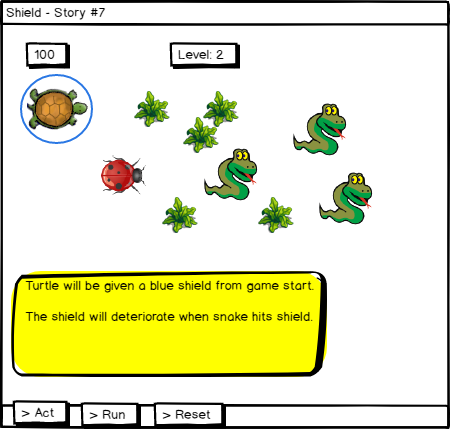 Shield - Story #7
100
Level: 2
Turtle will be given a blue shield from game start.
The shield will deteriorate when snake hits shield.
> Act
> Run
> Reset